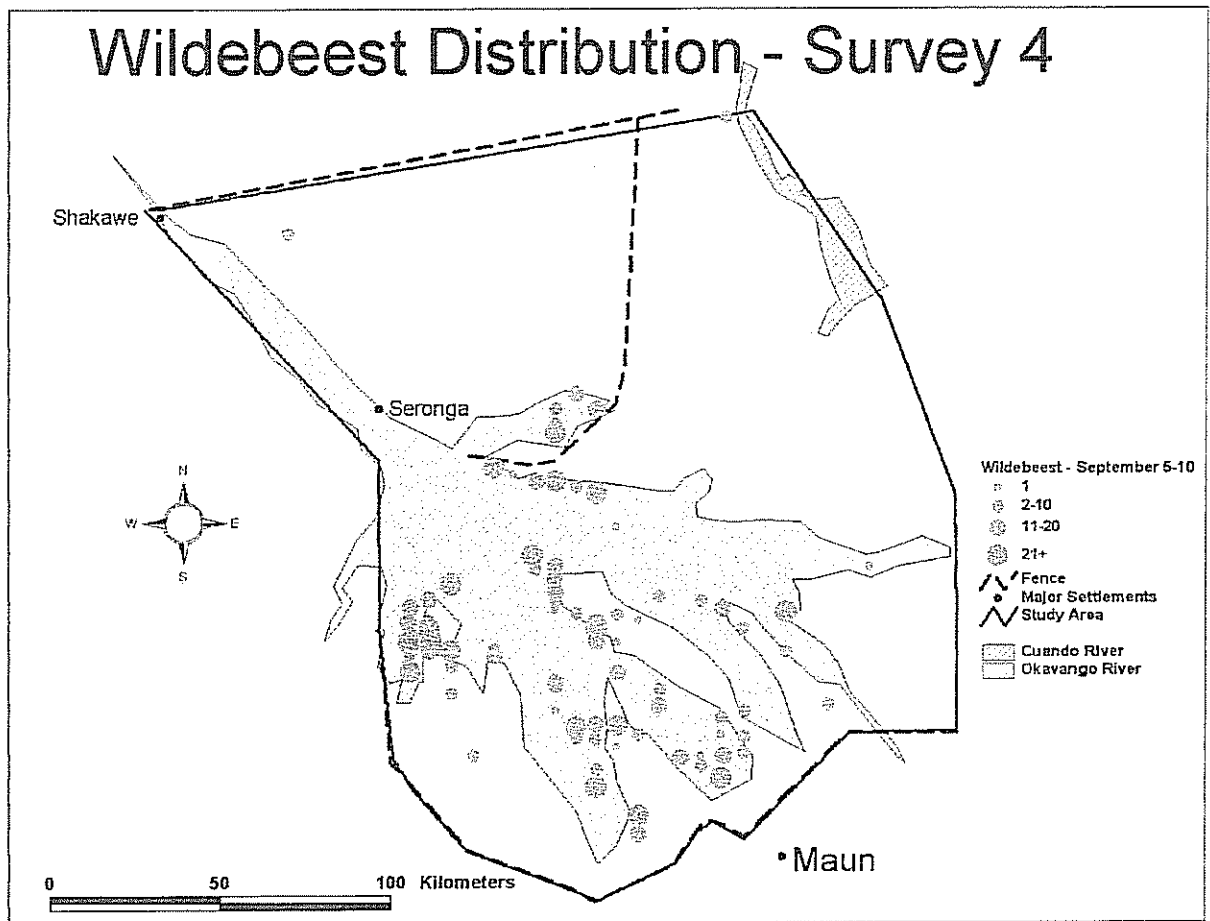 Wildebeest Distribution - Survey 4
Shakawe
Seronga
N
W E
S
Wildebeest - September 5-10
1
2-10
11-20
21+
Fence
Major Settlements
Study Area
Cuando River
Okavango River
Maun
0 50 100 Kilometers